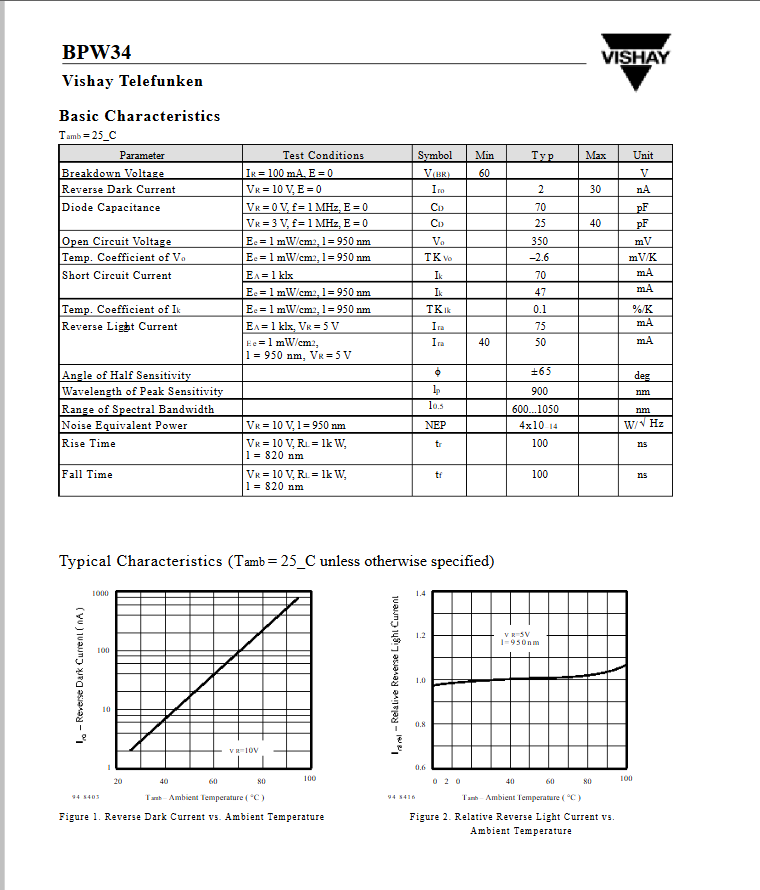 BPW34
VISHAY
Vishay Telefunken
Basic Characteristics
Tamb = 25_C
Parameter Test Conditions Symbol Min Typ Max Unit
Breakdown Voltage IR = 100 mA, E = 0 V(BR) 60 V
Reverse Dark Current VR = 10 V, E = 0 Iro 2 30 nA
Diode Capacitance VR = 0 V, f = 1 MHz, E = 0 CD 70 pF
VR = 3 V, f = 1 MHz, E = 0 CD 25 40 pF
Open Circuit Voltage Ee = 1 mW/cm2, l = 950 nm Vo 350 mV
Temp. Coefficient of Vo Ee = 1 mW/cm2, l = 950 nm TKVo –2.6 mV/K
Short Circuit Current EA = 1 klx Ik 70 mA
Ee = 1 mW/cm2, l = 950 nm Ik 47 mA
Temp. Coefficient of Ik Ee = 1 mW/cm2, l = 950 nm TKIk 0.1 %/K
Reverse Light Current EA = 1 klx, VR = 5 V Ira 75 mA
Ee = 1 mW/cm2, Ira 40 50 mA
l = 950 nm, VR = 5 V
Angle of Half Sensitivity ϕ ±65 deg
Wavelength of Peak Sensitivity lp 900 nm
Range of Spectral Bandwidth l0.5 600...1050 nm
Noise Equivalent Power VR = 10 V, l = 950 nm NEP 4x10-14 W/√ Hz
Rise Time VR = 10 V, RL = 1k W, tr 100 ns
l = 820 nm
Fall Time VR = 10 V, RL = 1k W, tf 100 ns
l = 820 nm
Typical Characteristics (Tamb = 25_C unless otherwise specified)
Iro – Reverse Dark Current ( nA )
1000
100
10
1
VR=10V
20 40 60 80 100
94 8403 Tamb – Ambient Temperature ( °C )
Figure 1. Reverse Dark Current vs. Ambient Temperature
Ira rel – Relative Reverse Light Current
1.4
1.2
1.0
0.8
0.6
VR=5V
l=950nm
0 20 40 60 80 100
94 8416 Tamb – Ambient Temperature ( °C )
Figure 2. Relative Reverse Light Current vs.
Ambient Temperature